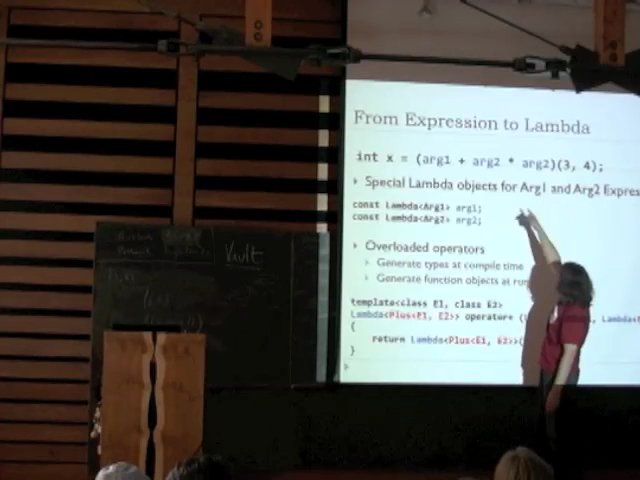 From Expression to Lambda
int x = (arg1 + arg2 * arg2)(3, 4);
Special Lambda objects for Arg1 and Arg2 Expres
const Lambda<Arg1> arg1;
const Lambda<Arg2> arg2;
Overloaded operators
Generate types at compile time
Generate function objects at run
template<class E1, class E2>
Lambda<Plus<E1, E2>> operator+ ( Lambda<
{
return Lambda<Plus<E1, E2>>(
}
Vault